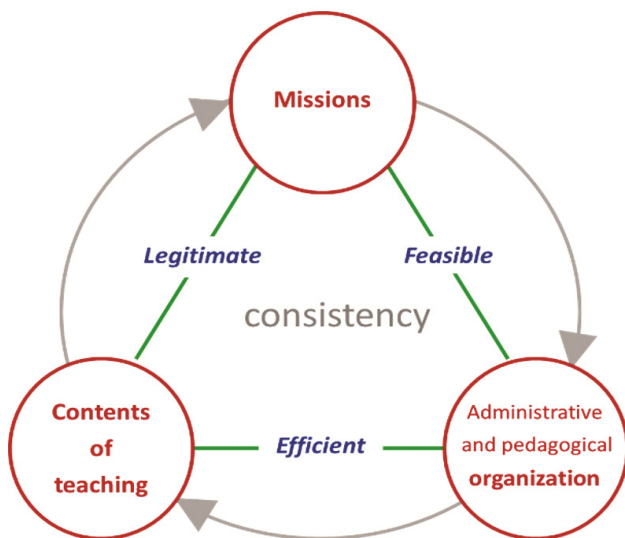 Missions
Legitimate
Feasible
consistency
Contents
of
teaching
Efficient
Administrative
and pedagogical
organization